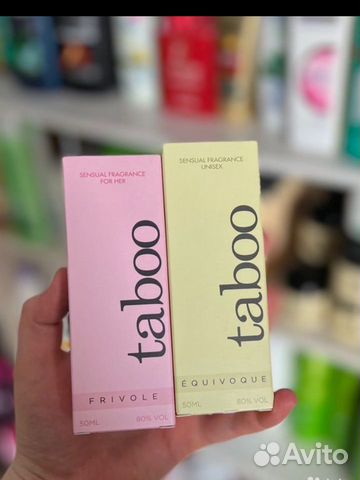 SENSUAL FRAGRANCE
FOR HER
taboo
FRIVOLE
50ML 80% VOL
SENSUAL FRAGRANCE
UNISEX
taboo
ÉQUIVOQUE
50ML 80% VOL
Avito